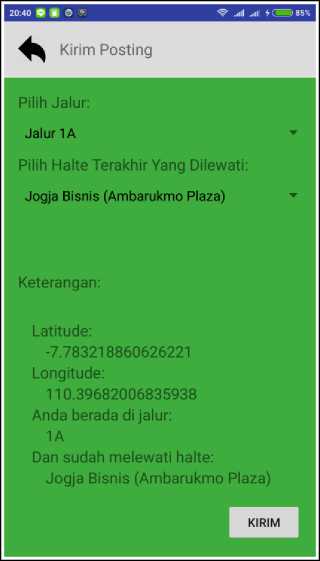 20:40
85%
Kirim Posting
Pilih Jalur:
Jalur 1A
Pilih Halte Terakhir Yang Dilewati:
Jogja Bisnis (Ambarukmo Plaza)
Keterangan:
Latitude:
-7.783218860626221
Longitude:
110.39682006835938
Anda berada di jalur:
1A
Dan sudah melewati halte:
Jogja Bisnis (Ambarukmo Plaza)
KIRIM